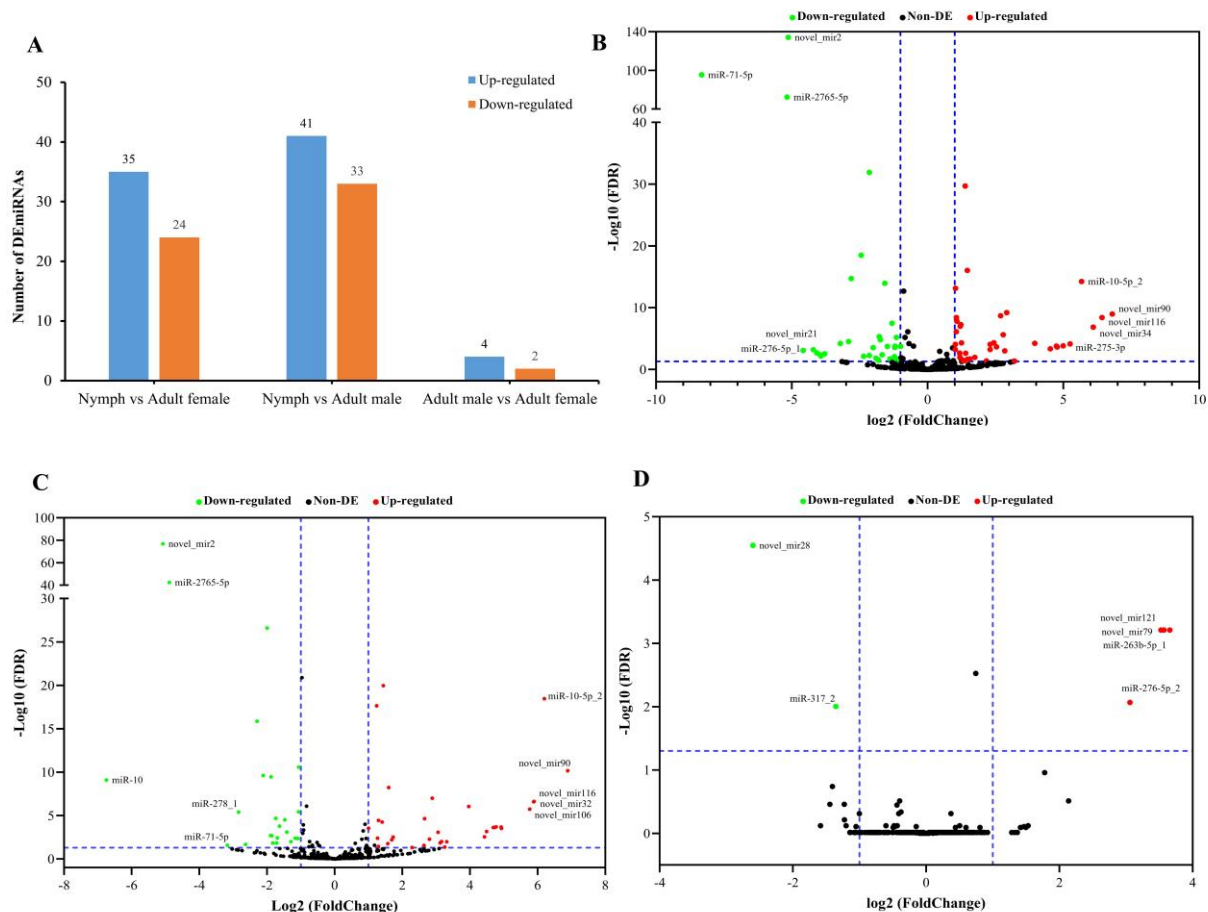 A
Up-regulated
Down-regulated
Number of DEmiRNAs
50
40
30
20
10
0
35
24
41
33
4
2
Nymph vs Adult female
Nymph vs Adult male
Adult male vs Adult female
B
Down-regulated Non-DE Up-regulated
-Log10 (FDR)
140
100
60
40
30
20
10
0
novel_mir2
miR-71-5p
miR-2765-5p
miR-10-5p_2
novel_mir90
novel_mir116
novel_mir34
miR-275-3p
novel_mir21
miR-276-5p_1
-10 -5 0 5 10
log2 (FoldChange)
C
Down-regulated Non-DE Up-regulated
-Log10 (FDR)
100
80
60
40
30
25
20
15
10
5
0
novel_mir2
miR-2765-5p
miR-10-5p_2
novel_mir90
miR-10
novel_mir116
novel_mir32
novel_mir106
miR-278_1
miR-71-5p
-8 -6 -4 -2 0 2 4 6 8
Log2 (FoldChange)
D
Down-regulated Non-DE Up-regulated
-Log10 (FDR)
5
4
3
2
1
0
novel_mir28
novel_mir121
novel_mir79
miR-263b-5p_1
miR-276-5p_2
miR-317_2
-4 -2 0 2 4
log2 (FoldChange)